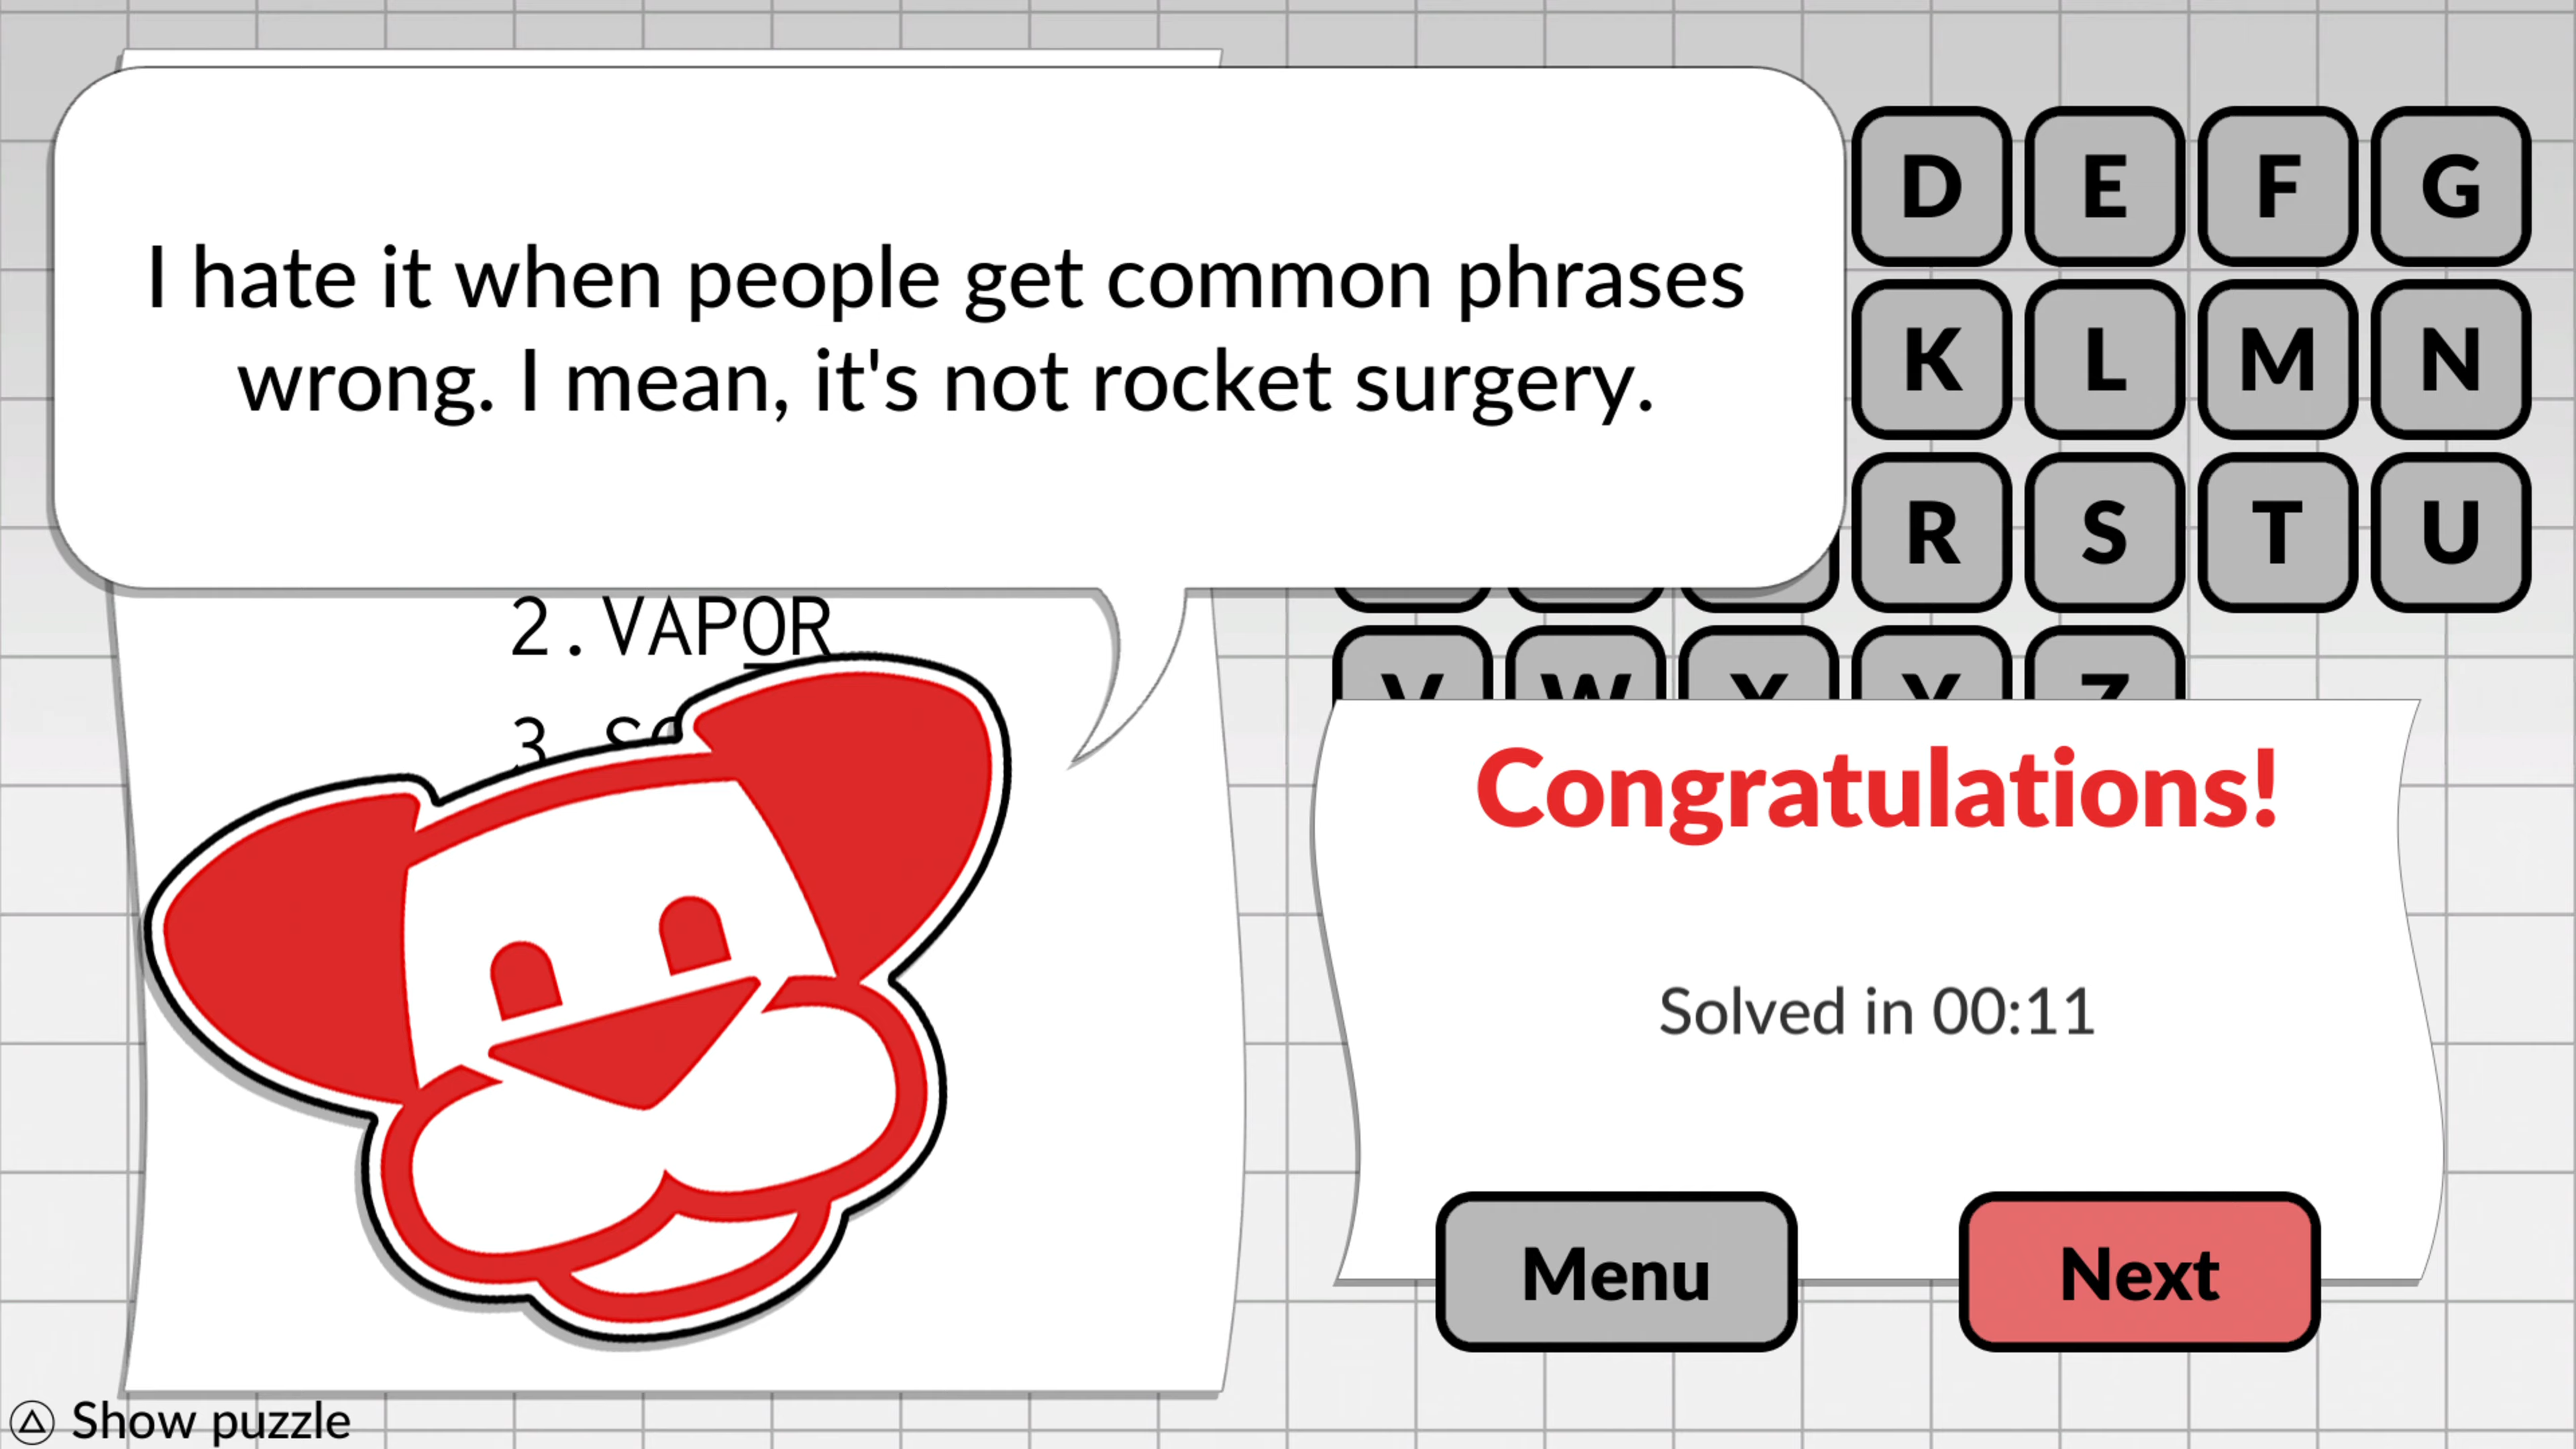 I hate it when people get common phrases
wrong. I mean, it's not rocket surgery.
D E F G
K L M N
R S T U
2. VAPOR
V W X Y Z
3.
Congratulations!
Solved in 00:11
Menu
Next
Show puzzle